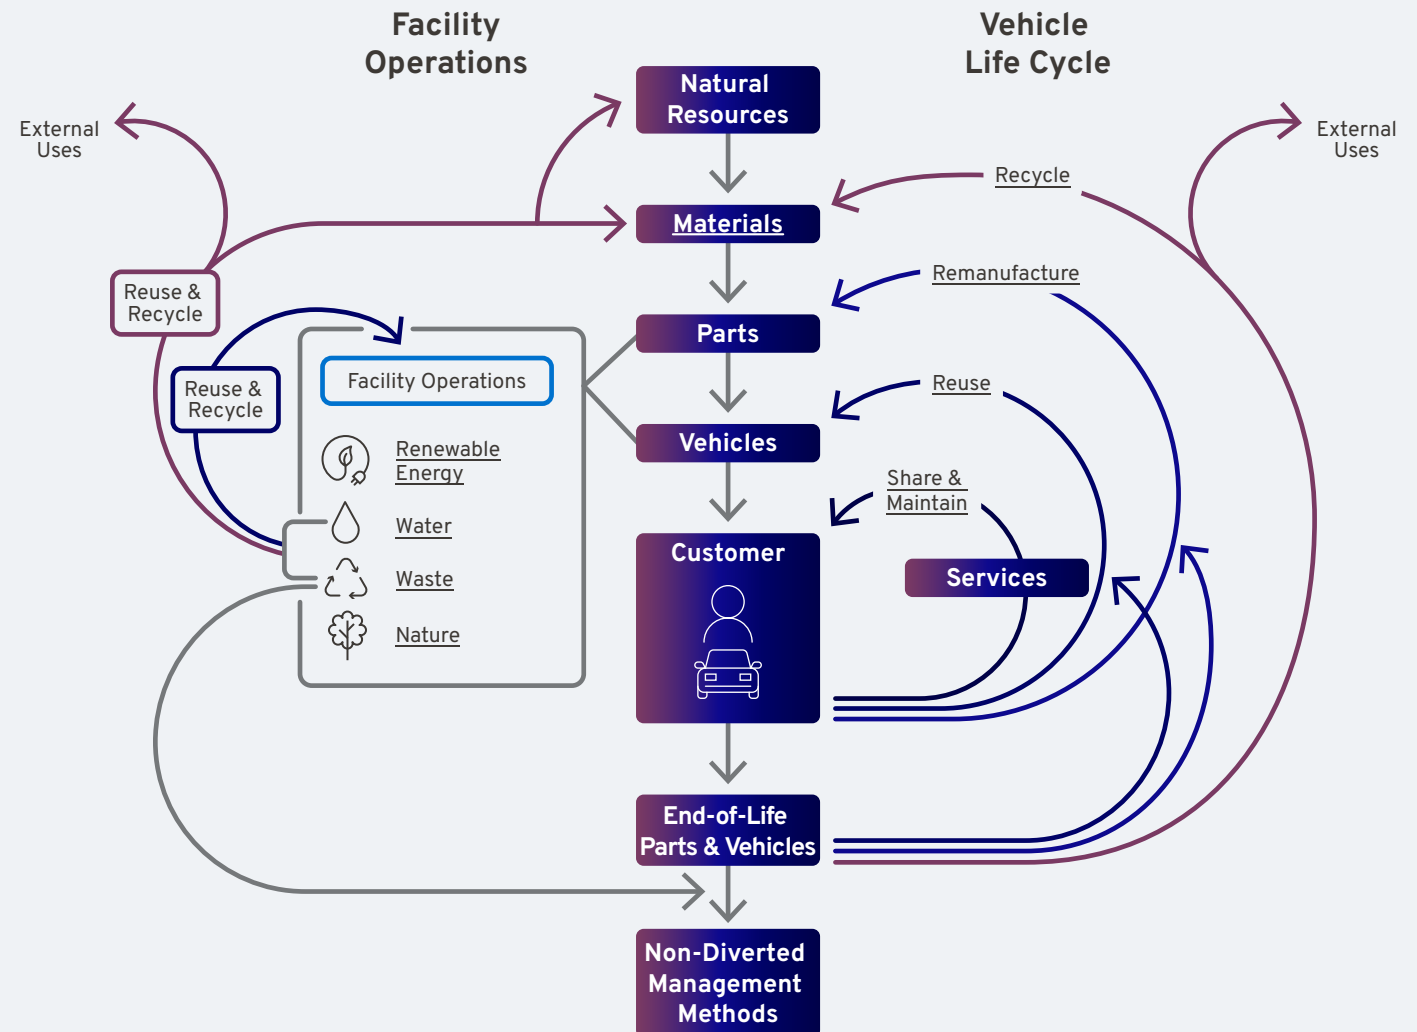 Facility
Operations
Vehicle
Life Cycle
Natural
Resources
External
Uses
External
Uses
Recycle
Materials
Remanufacture
Reuse &
Recycle
Parts
Reuse &
Recycle
Facility Operations
Reuse
Vehicles
Renewable
Energy
Share &
Maintain
Water
Customer
Waste
Services
Nature
End-of-Life
Parts & Vehicles
Non-Diverted
Management
Methods